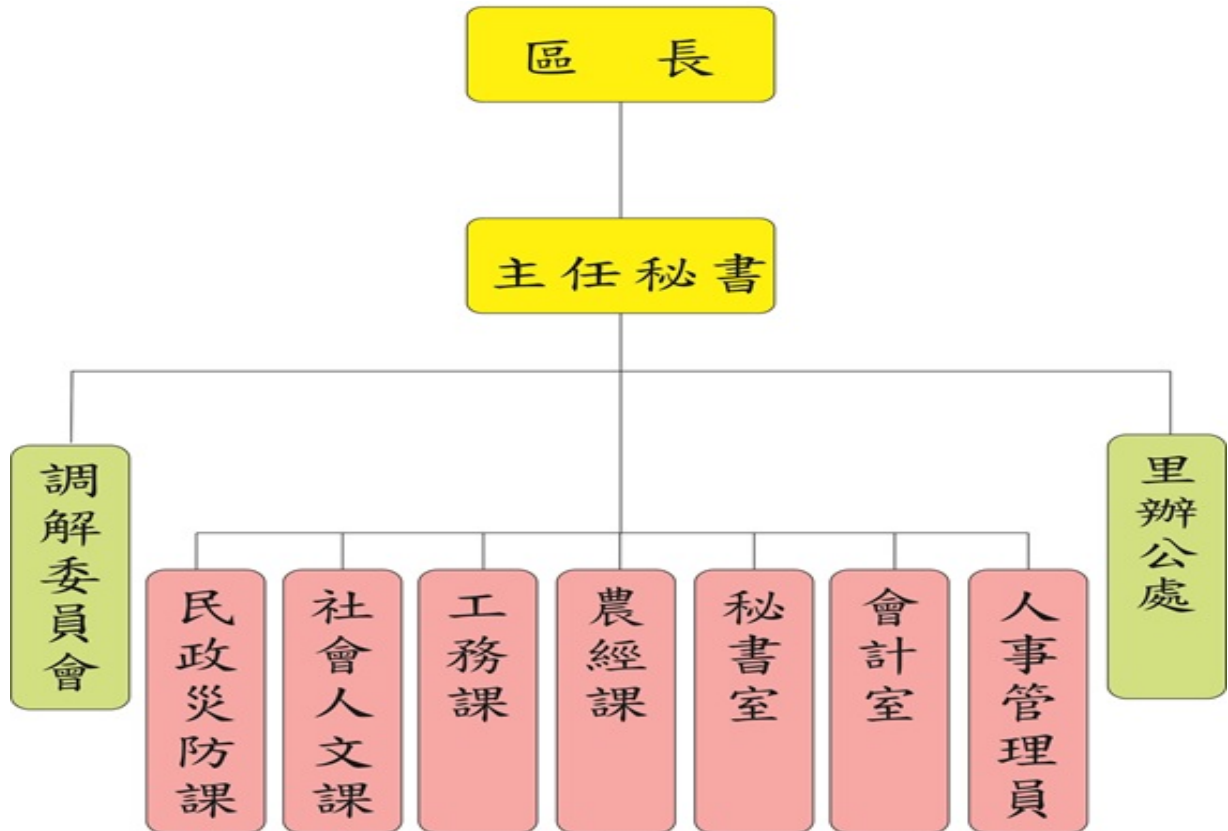 區長
主任秘書
調解委員會
里辦公處
民政災防課
社會人文課
工務課
農經課
秘書室
會計室
人事管理員